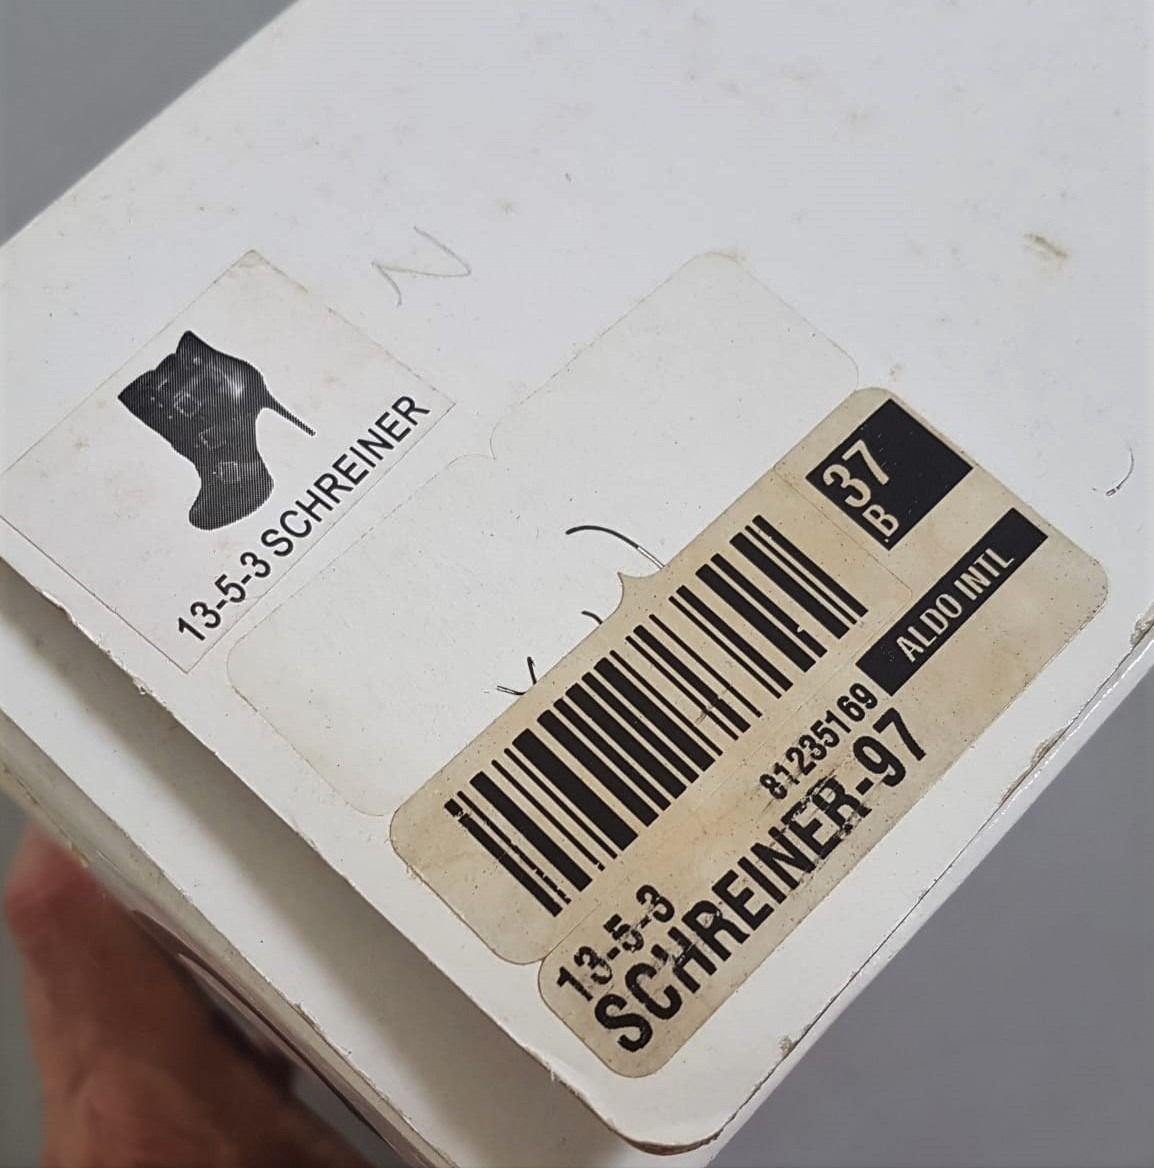 N
13-5-3 SCHREINER
37
B
ALDO INTL
81235169
13-5-3
SCHREINER-97